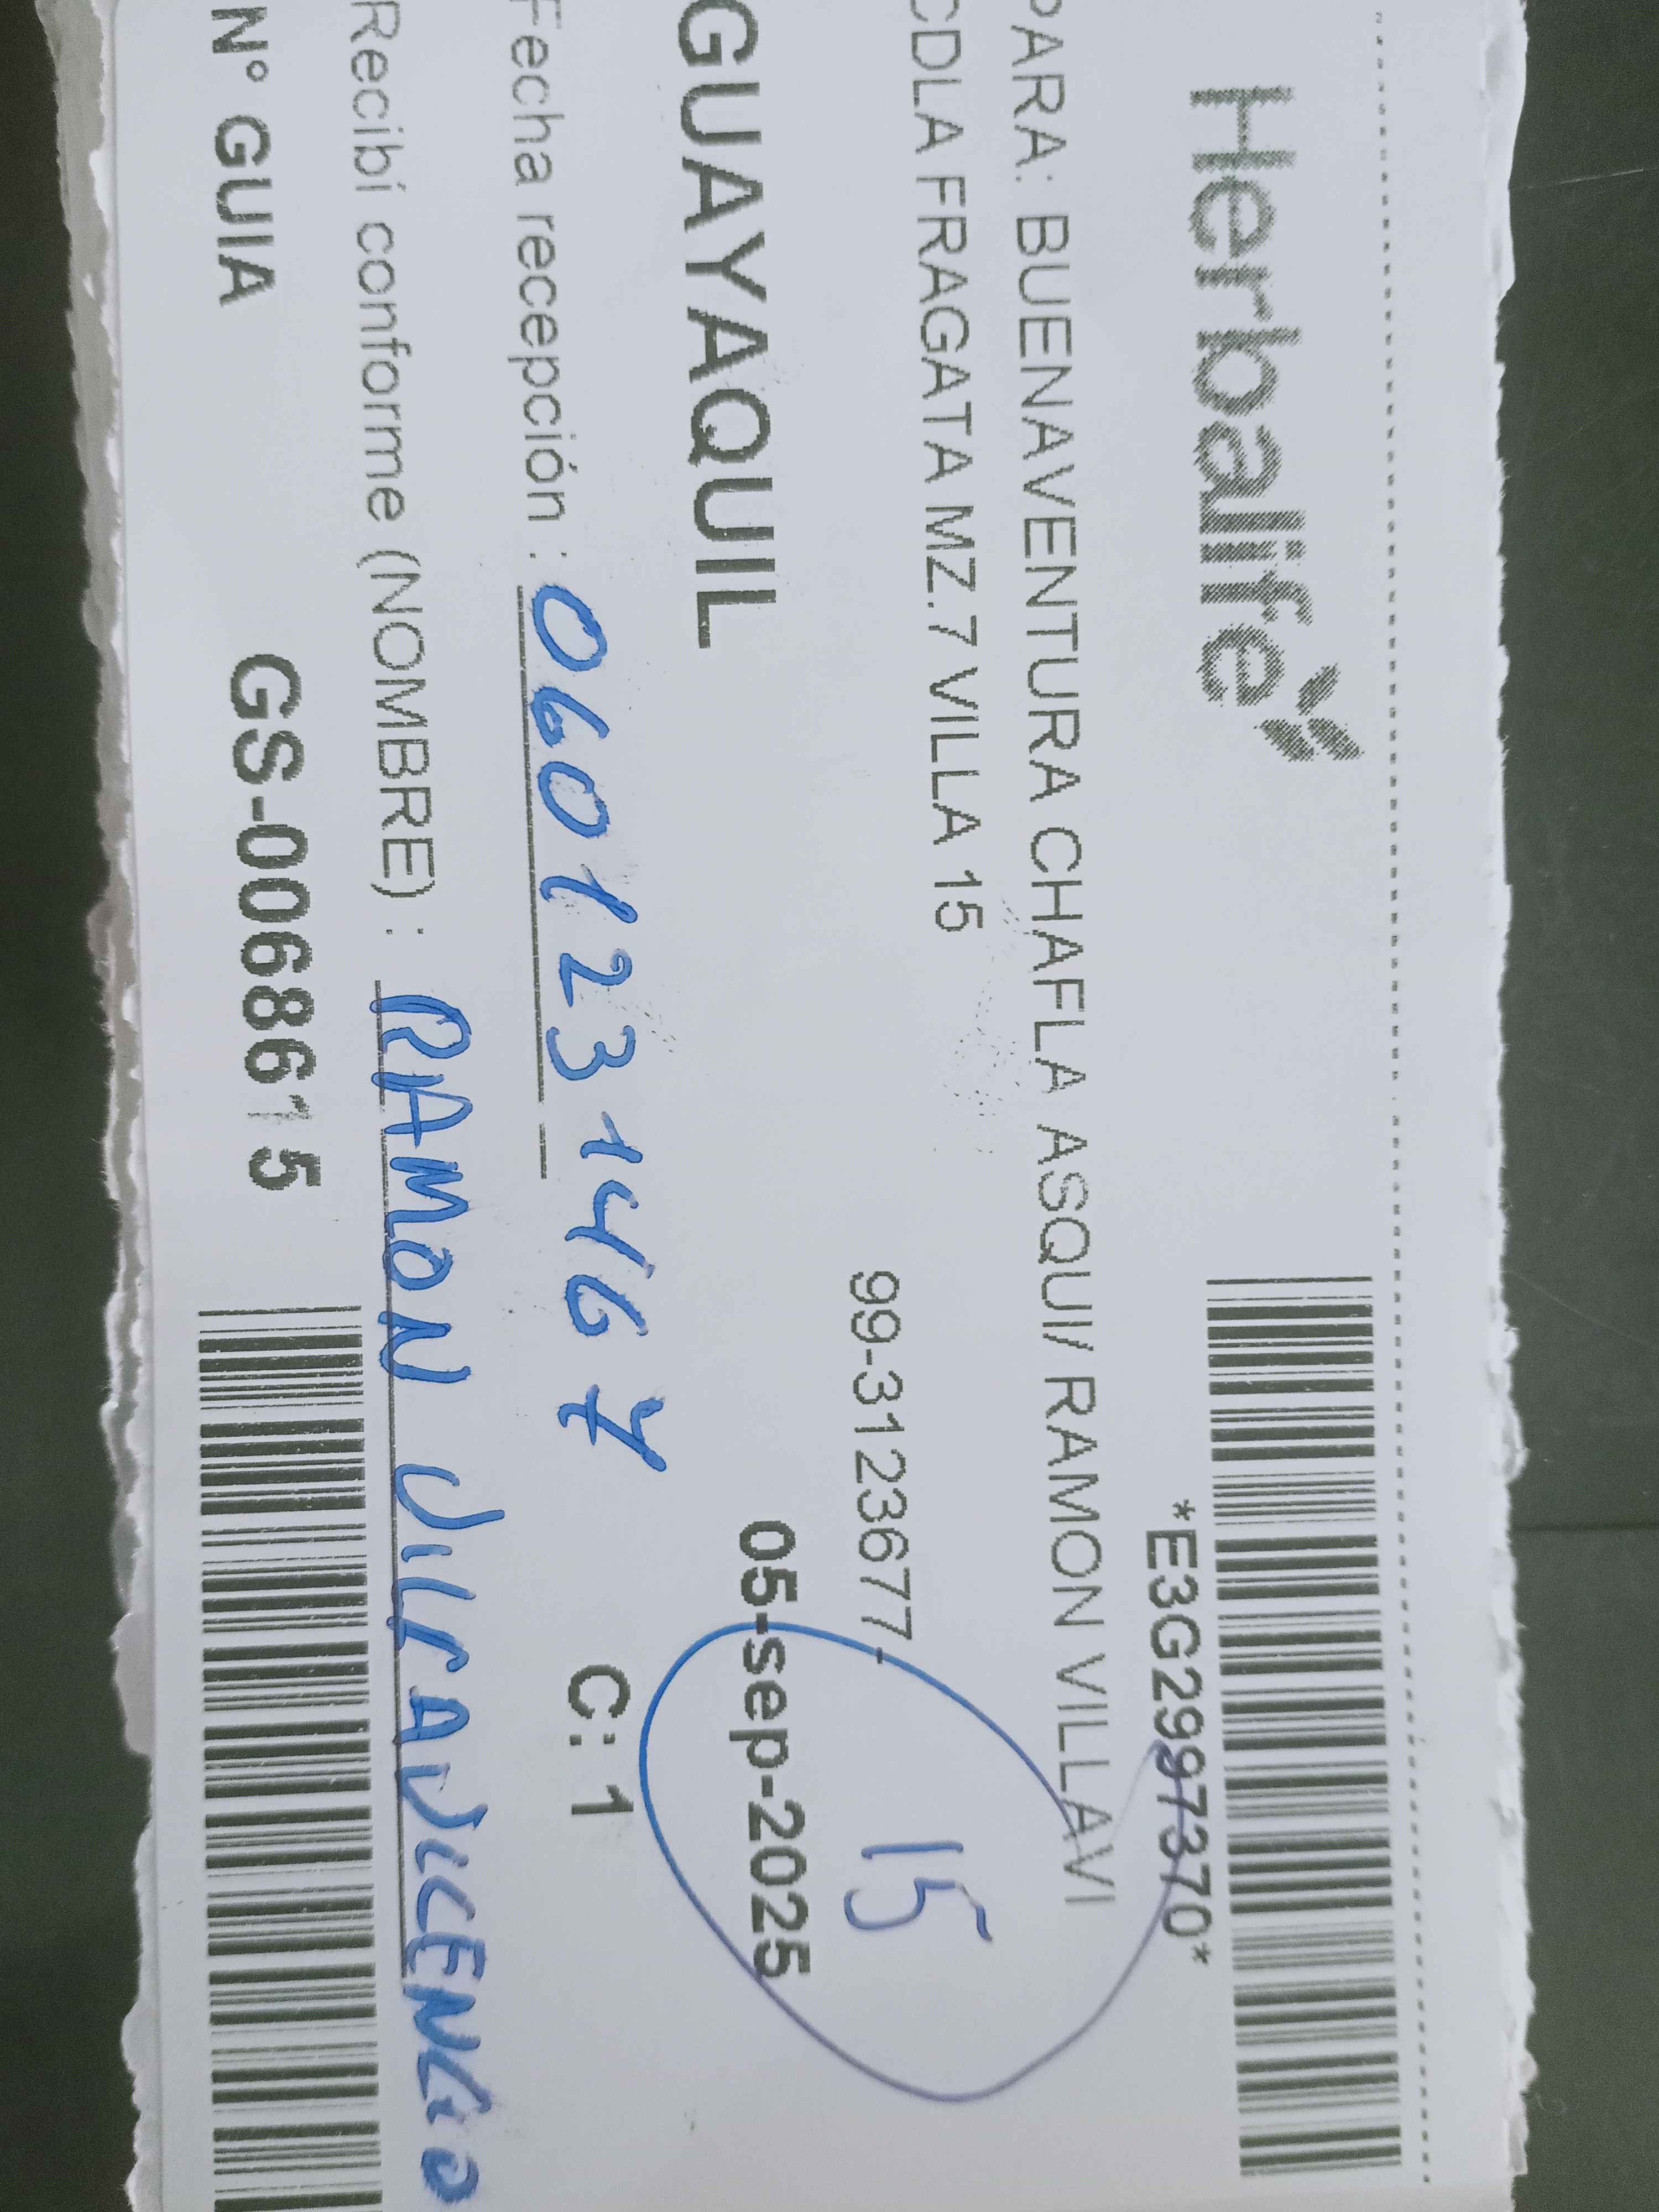 Herbalife
*E3G2997370*
PARA: BUENAVENTURA CHAFLA ASQUI/ RAMON VILLAVI
CDLA FRAGATA MZ.7 VILLA 15
99-3123677-
15
GUAYAQUIL
05-sep-2025
Fecha recepción : 0601231467
C: 1
Recibí conforme (NOMBRE) : RAMON VILLAVICENCIO
N° GUIA GS-0068615